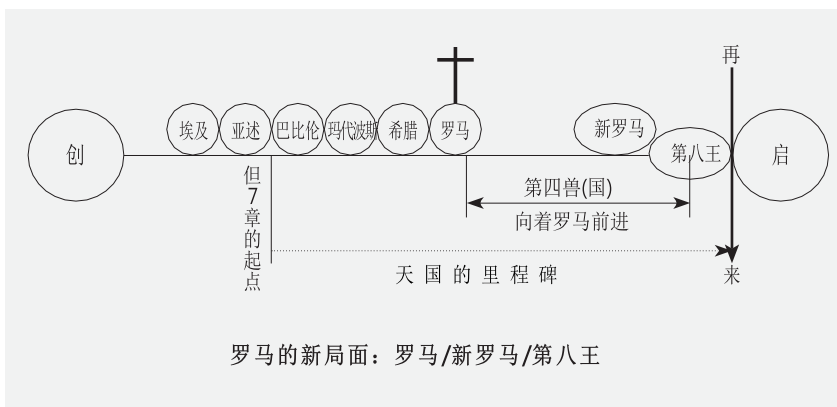 再
创
埃及
亚述
巴比伦
玛代波斯
希腊
罗马
新罗马
第八王
启
但7章的起点
第四兽(国)
向着罗马前进
天国的里程碑
来
罗马的新局面：罗马/新罗马/第八王